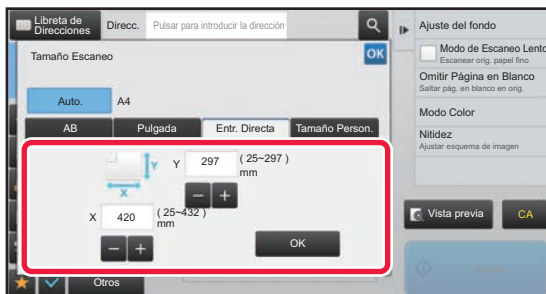 Libreta de
Direcciones
Direcc.
Pulsar para introducir la dirección
Tamaño Escaneo
OK
Auto.
A4
AB
Pulgada
Entr. Directa
Tamaño Person.
Y
Y
297
( 25~297 )
mm
X
X
420
( 25~432 )
mm
OK
Otros
Ajuste del fondo
Modo de Escaneo Lento
Escanear orig. papel fino
Omitir Página en Blanco
Saltar pág. en blanco en orig.
Modo Color
Nitidez
Ajustar esquema de imagen
Vista previa
CA